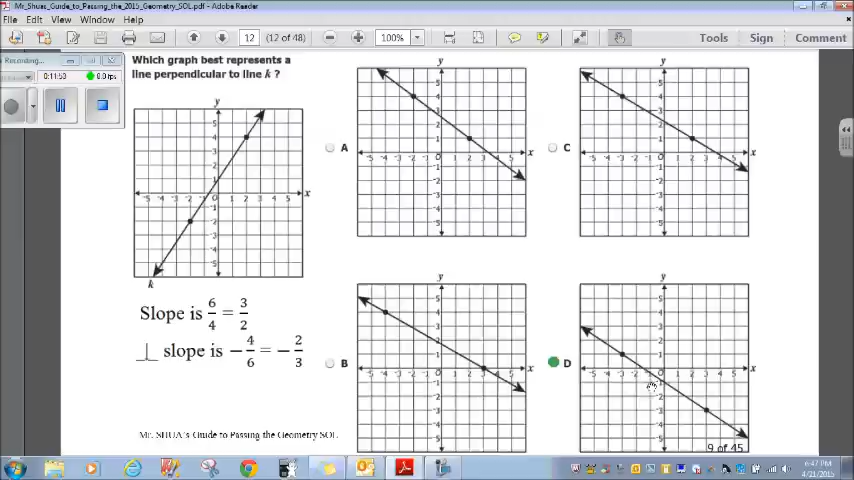 Mr_Shuas_Guide_to_Passing_the_2015_Geometry_SOL.pdf - Adobe Reader
File Edit View Window Help
12 (12 of 48) 100% Tools Sign Comment
Recording...
0:11:53 0.0 fps
Which graph best represents a
line perpendicular to line k ?
y
x
k
A
y
x
C
y
x
B
y
x
D
y
x
Slope is 6/4 = 3/2
⊥ slope is -4/6 = -2/3
Mr. SHUA's Guide to Passing the Geometry SOL
9 of 45
6:47 PM
4/21/2015